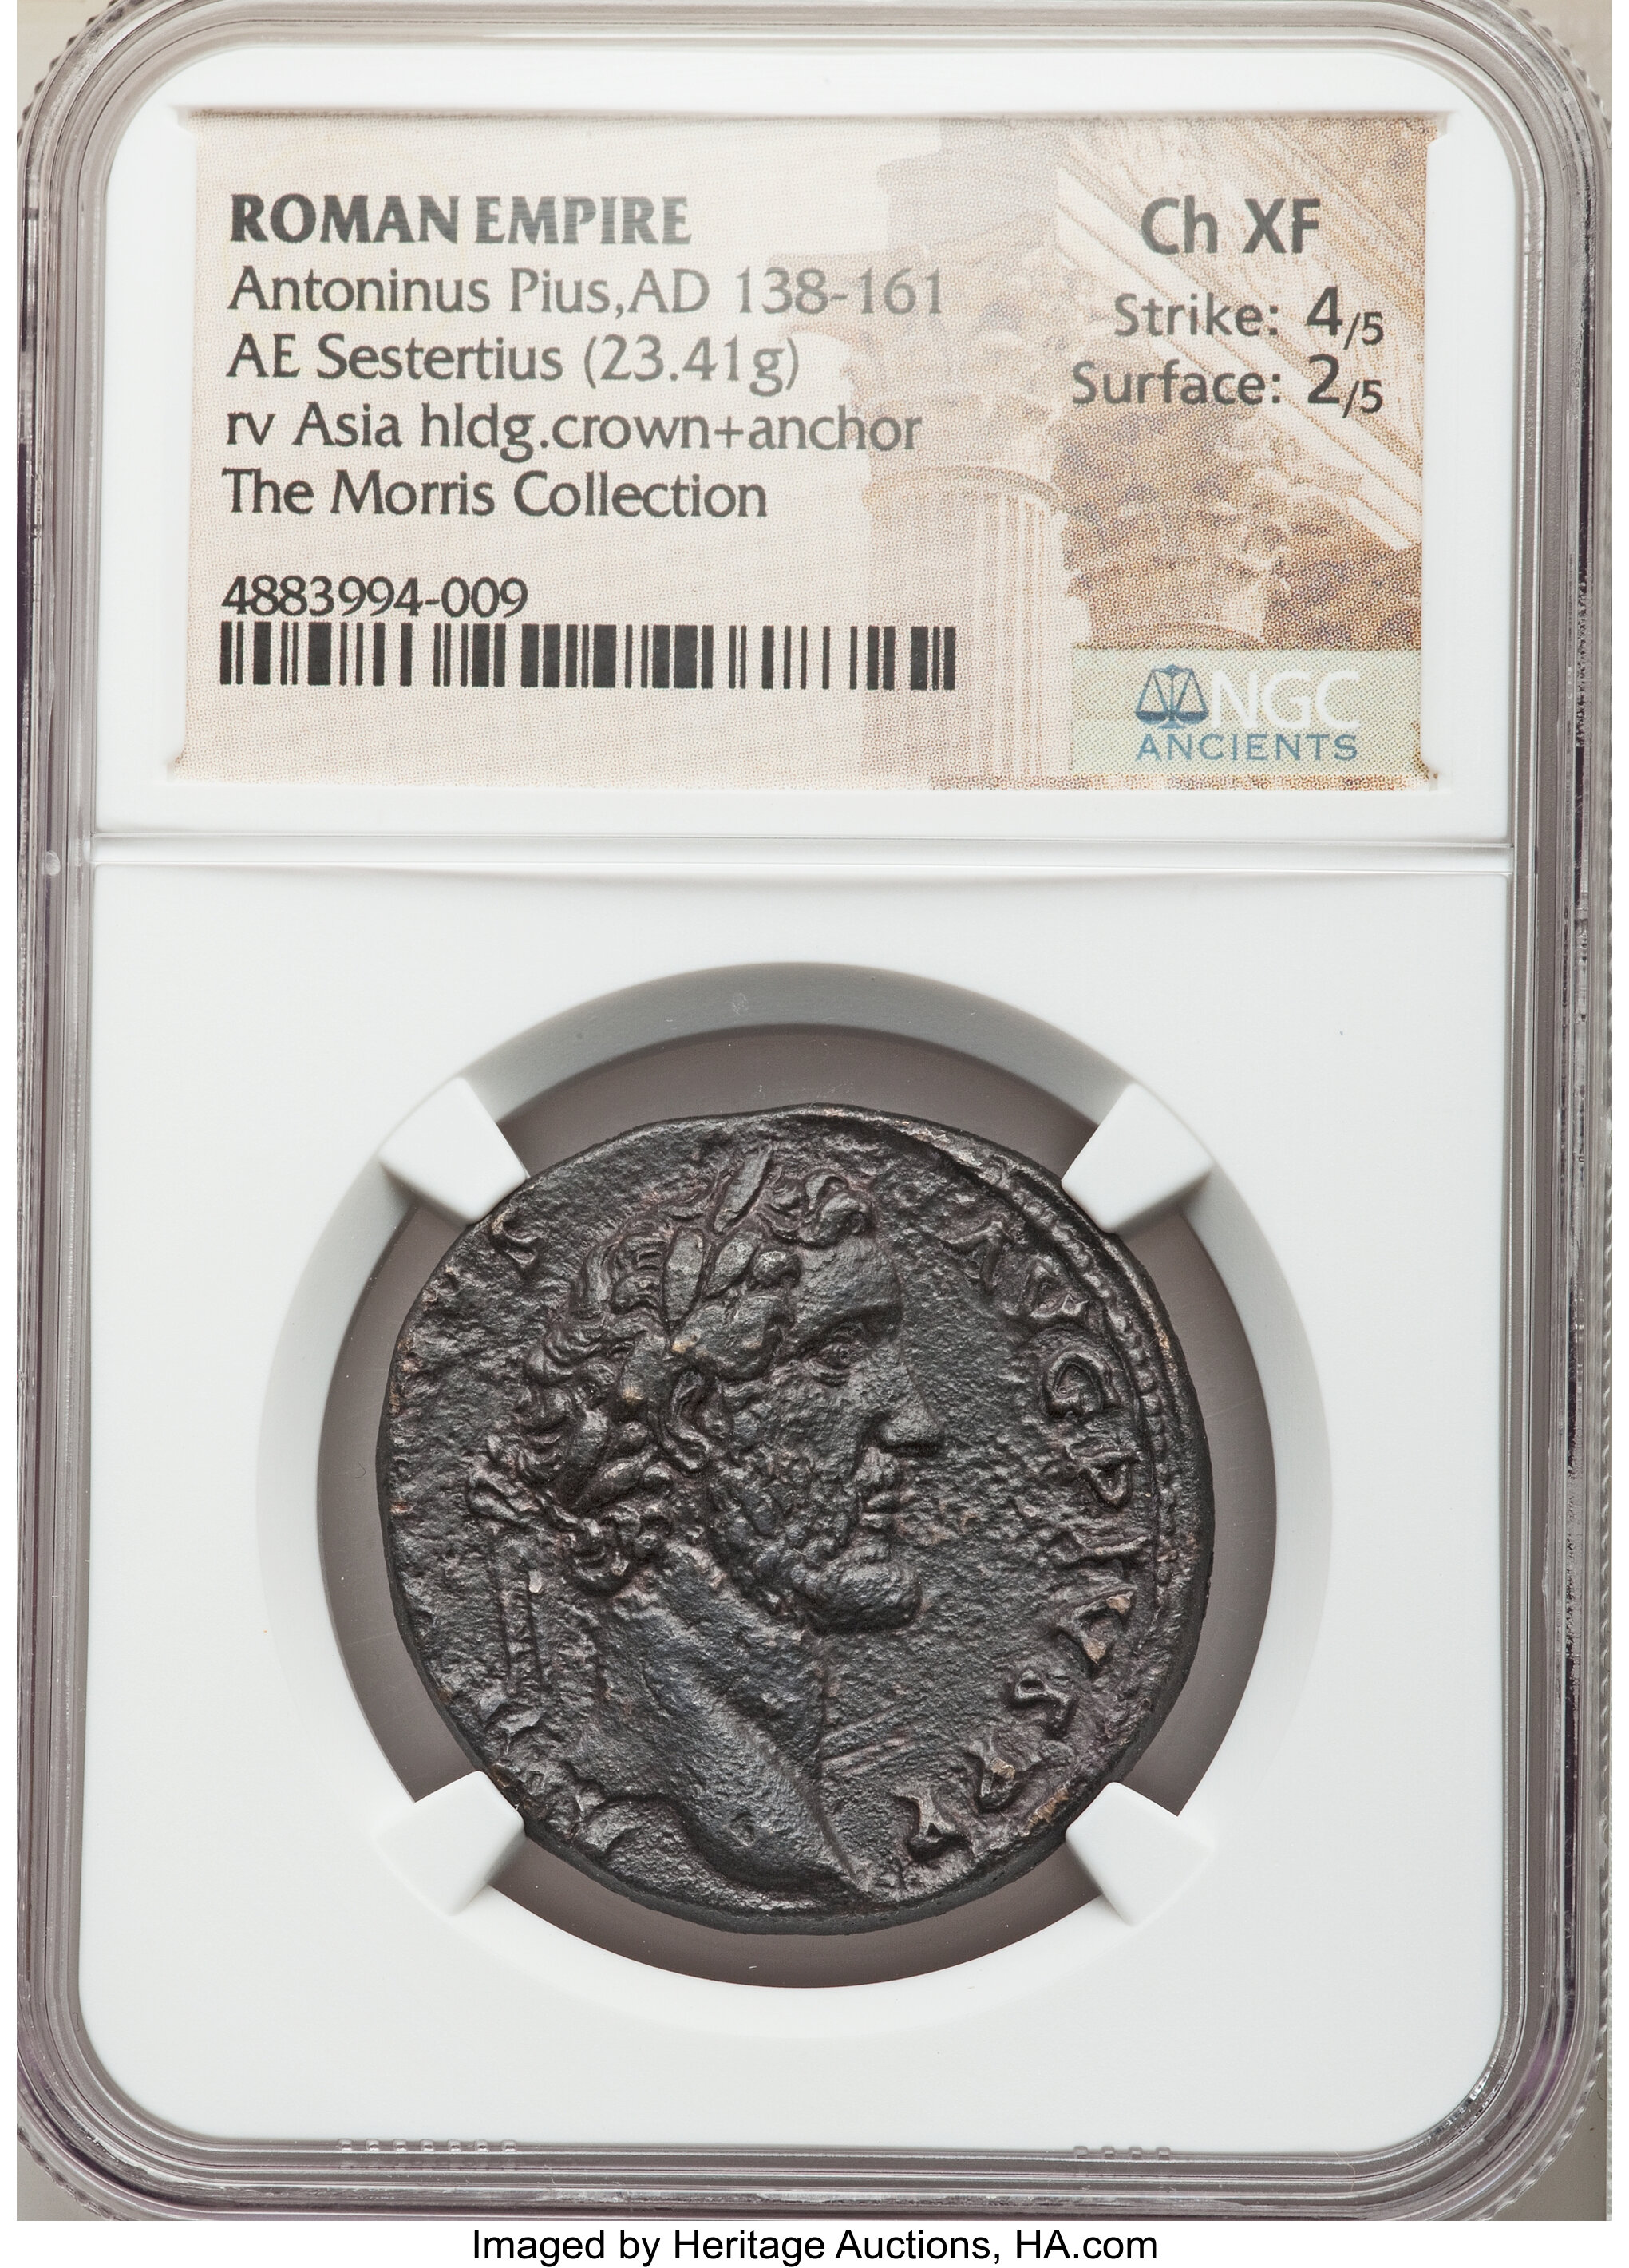 ROMAN EMPIRE
Antoninus Pius, AD 138-161
AE Sestertius (23.41g)
rv Asia hldg.crown+anchor
The Morris Collection
4883994-009
Ch XF
Strike: 4/5
Surface: 2/5
NGC
ANCIENTS
AVG PIVS
Imaged by Heritage Auctions, HA.com